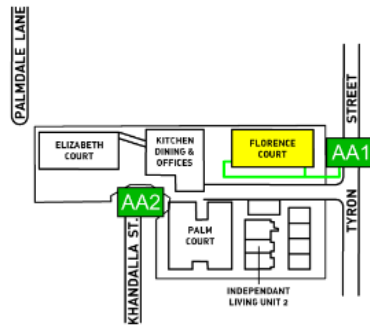 PALMDALE LANE
ELIZABETH
COURT
KITCHEN
DINING &
OFFICES
FLORENCE
COURT
AA1
STREET
TYRON
AA2
KHANDALLA ST.
PALM
COURT
INDEPENDANT
LIVING UNIT 2